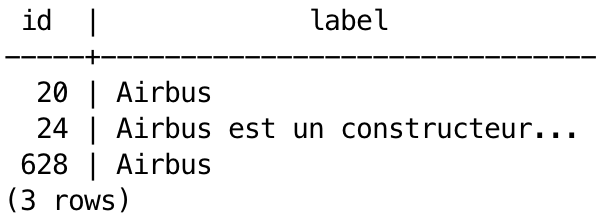 id  |             label
-----+-------------------------------
  20 | Airbus
  24 | Airbus est un constructeur...
 628 | Airbus
(3 rows)